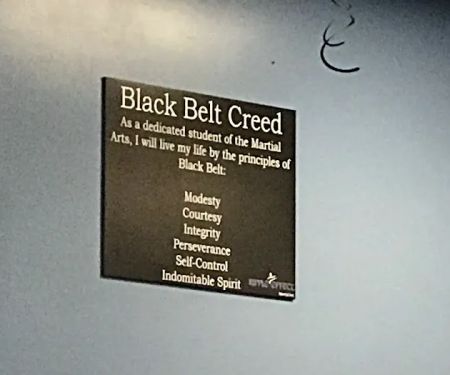 Black Belt Creed
As a dedicated student of the Martial
Arts, I will live my life by the principles of
Black Belt:
Modesty
Courtesy
Integrity
Perseverance
Self-Control
Indomitable Spirit